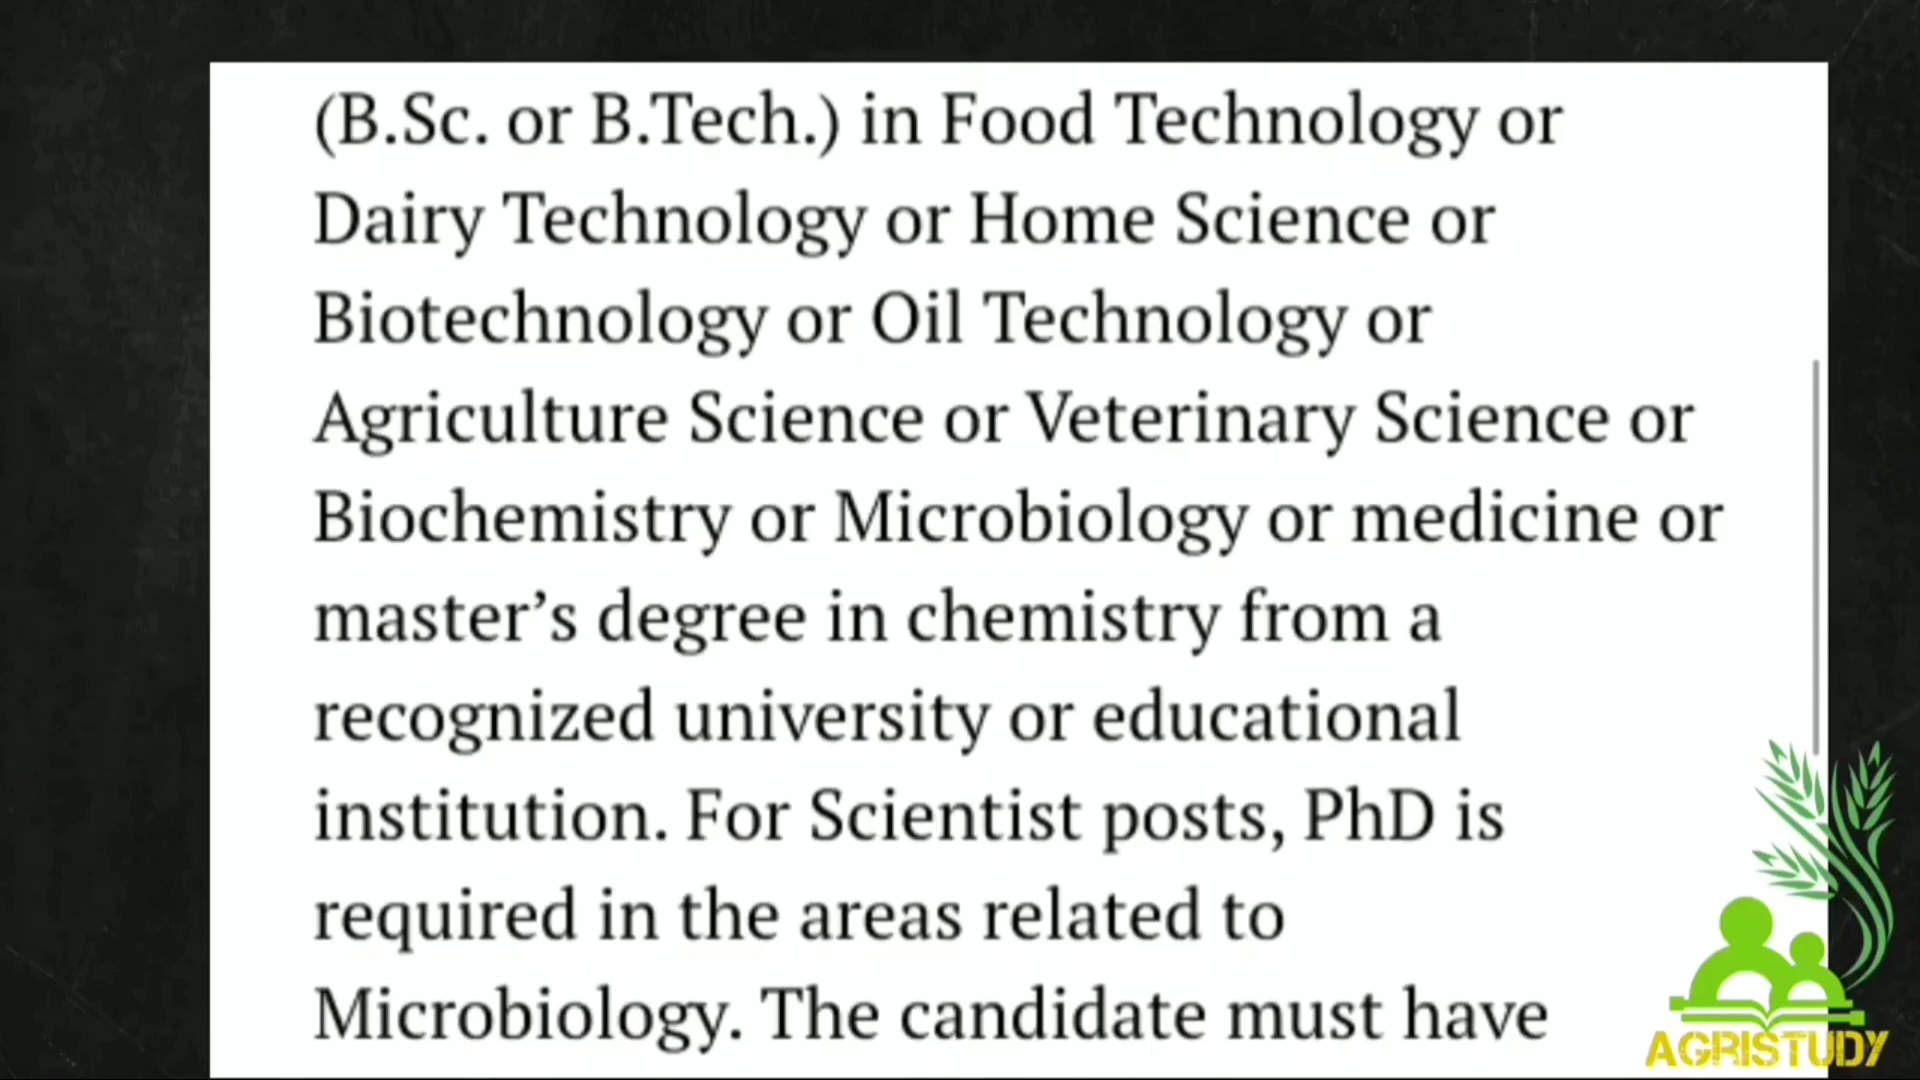 (B.Sc. or B.Tech.) in Food Technology or
Dairy Technology or Home Science or
Biotechnology or Oil Technology or
Agriculture Science or Veterinary Science or
Biochemistry or Microbiology or medicine or
master’s degree in chemistry from a
recognized university or educational
institution. For Scientist posts, PhD is
required in the areas related to
Microbiology. The candidate must have
AGRISTUDY